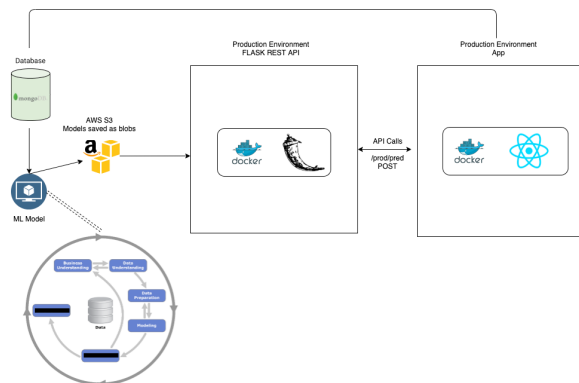 Production Environment
FLASK REST API
Production Environment
App
Database
mongoDB
AWS S3
Models saved as blobs
a
docker
API Calls
/prod/pred
POST
docker
ML Model
Business
Understanding
Data
Understanding
Data
Preparation
Data
Modeling